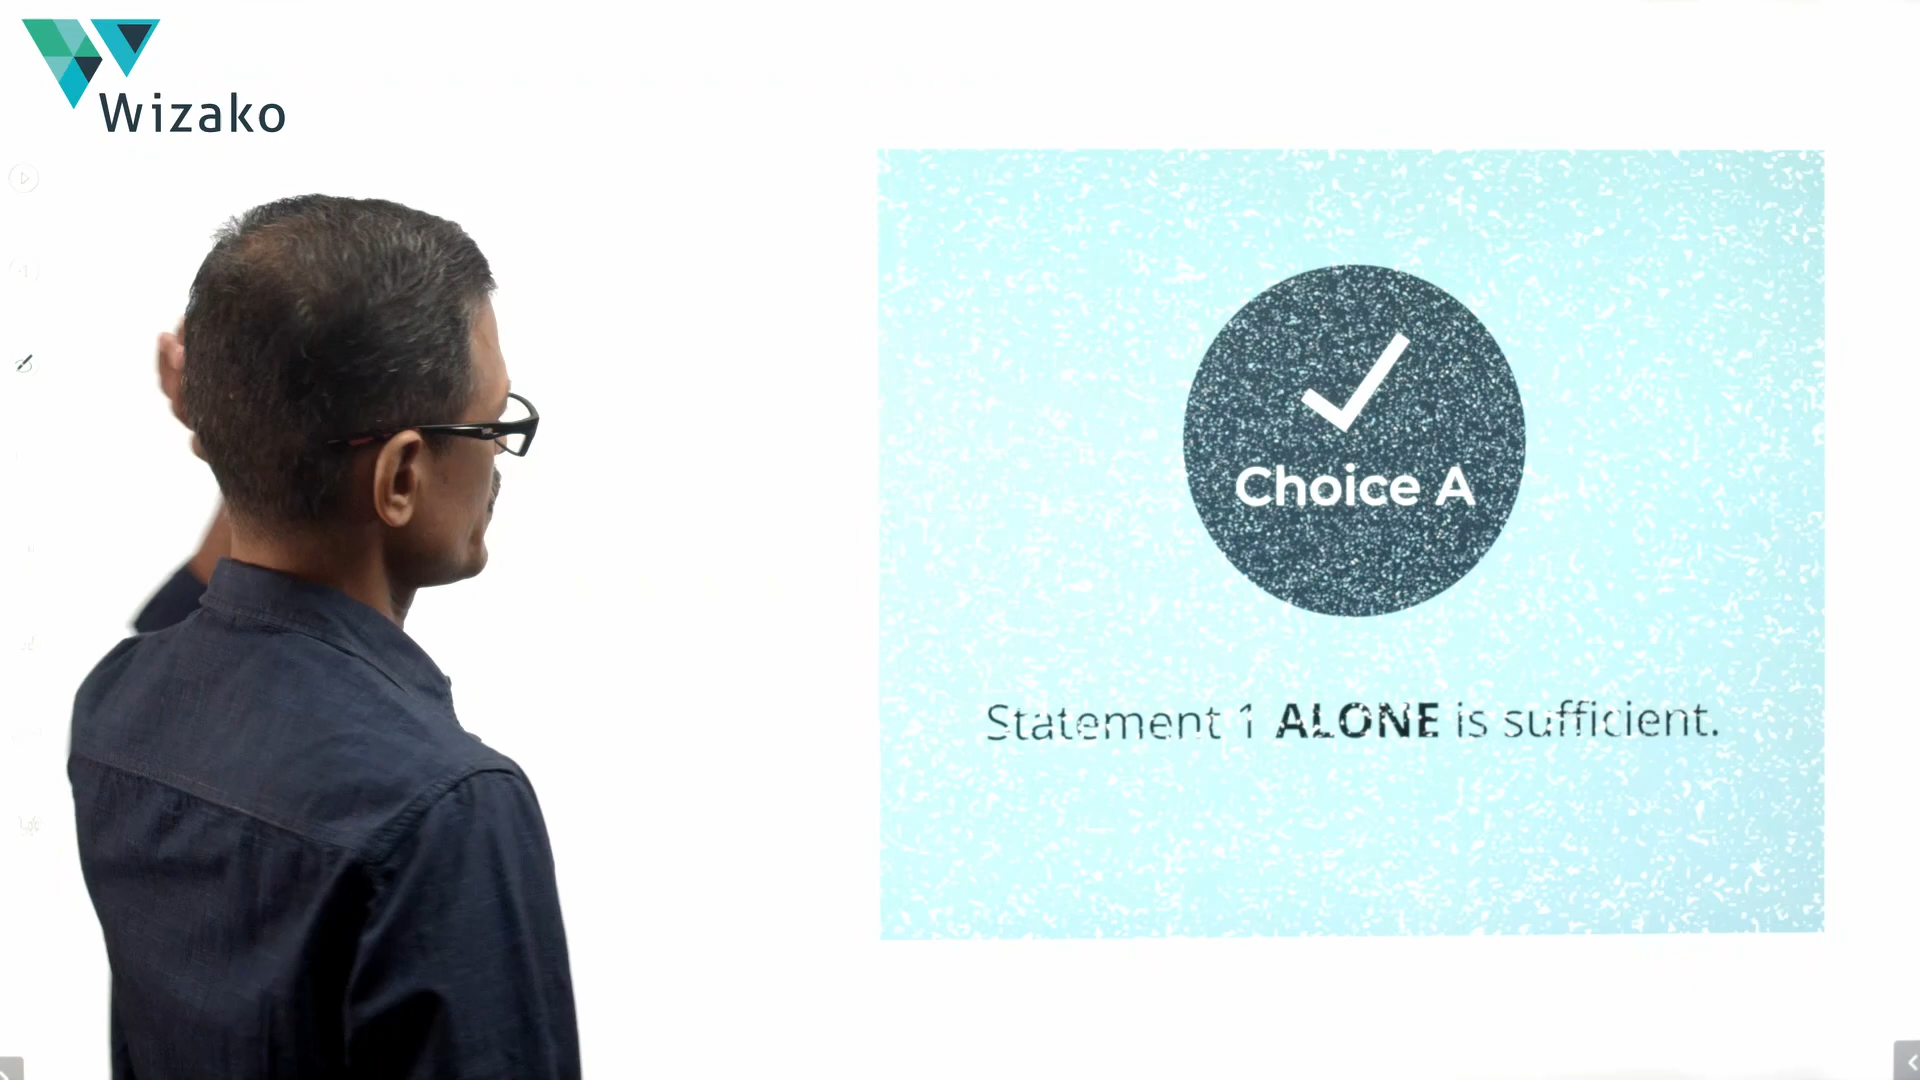 Wizako
Choice A
Statement 1 ALONE is sufficient.